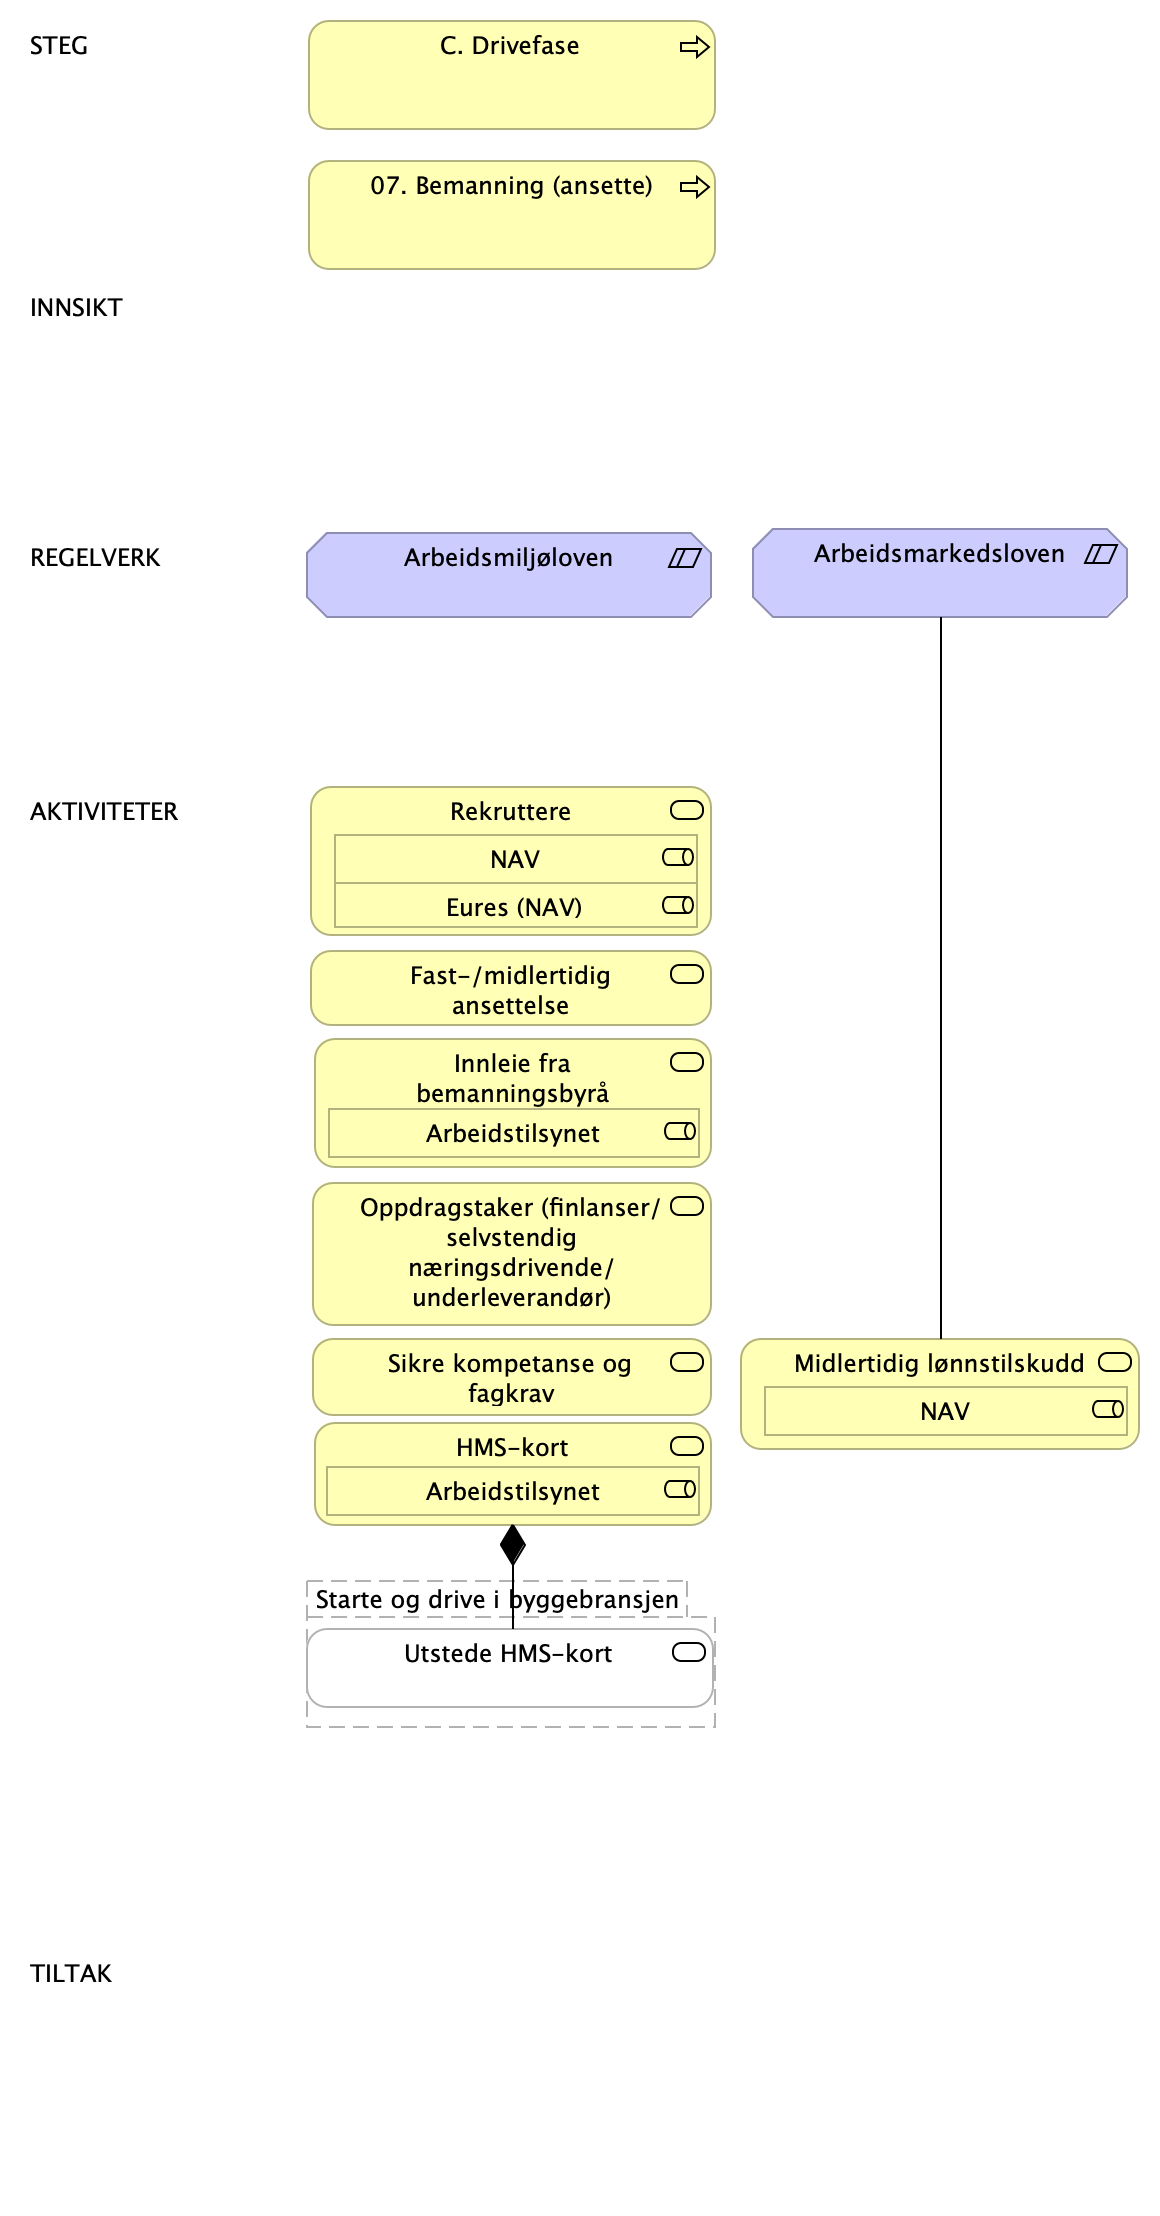 STEG
C. Drivefase
07. Bemanning (ansette)
INNSIKT
REGELVERK
Arbeidsmiljøloven
Arbeidsmarkedsloven
AKTIVITETER
Rekruttere
NAV
Eures (NAV)
Fast-/midlertidig
ansettelse
Innleie fra
bemanningsbyrå
Arbeidstilsynet
Oppdragstaker (finlanser/
selvstendig
næringsdrivende/
underleverandør)
Sikre kompetanse og
fagkrav
Midlertidig lønnstilskudd
NAV
HMS-kort
Arbeidstilsynet
Starte og drive i byggebransjen
Utstede HMS-kort
TILTAK